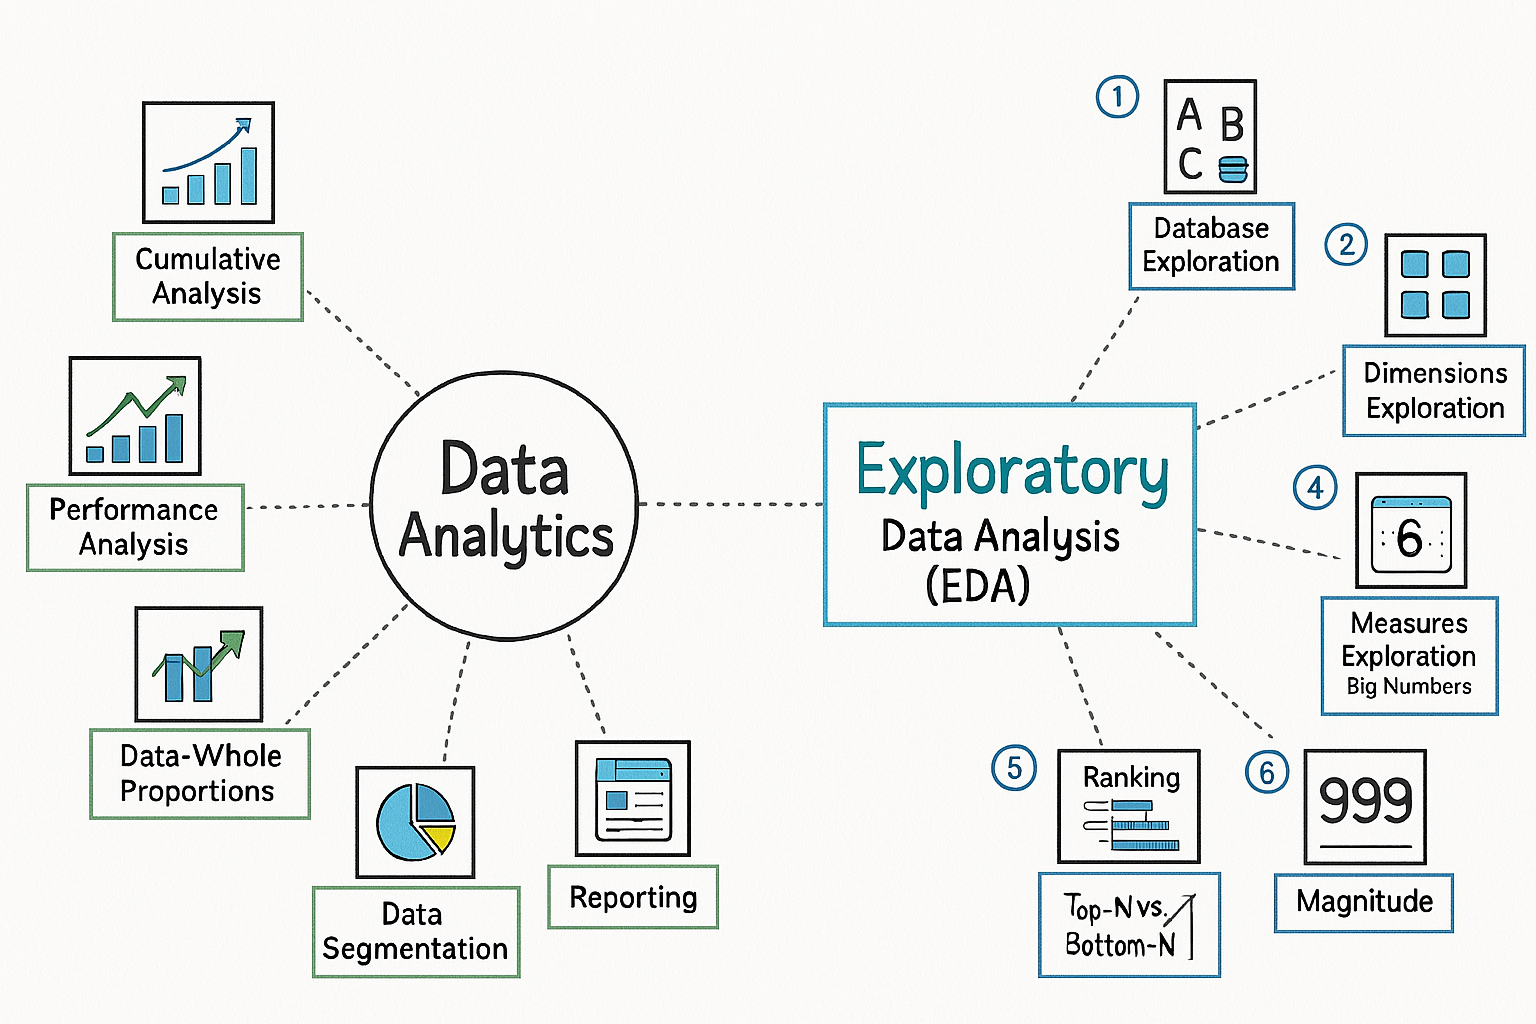 Cumulative
Analysis
Performance
Analysis
Data-Whole
Proportions
Data
Segmentation
Reporting
Data
Analytics
Exploratory
Data Analysis
(EDA)
1
A B
C
Database
Exploration
2
Dimensions
Exploration
4
6
Measures
Exploration
Big Numbers
5
Ranking
Top-N vs.
Bottom-N
6
999
Magnitude